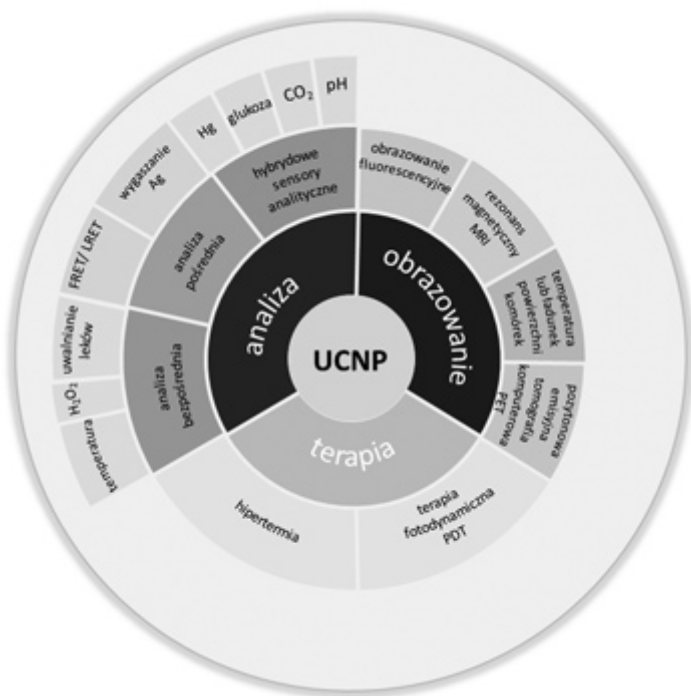 UCNP
analiza
obrazowanie
terapia
hybrydowe
sensory
analityczne
pH
CO₂
glukoza
Hg
analiza
pośrednia
wygaszanie
Ag
FRET/ LRET
analiza
bezpośrednia
uwalnianie
leków
H₂O₂
temperatura
obrazowanie
fluorescencyjne
rezonans
magnetyczny
MRI
temperatura
lub ładunek
powierzchni
komórek
pozytonowa
emisyjna
tomografia
komputerowa
PET
hipertermia
terapia
fotodynamiczna
PDT